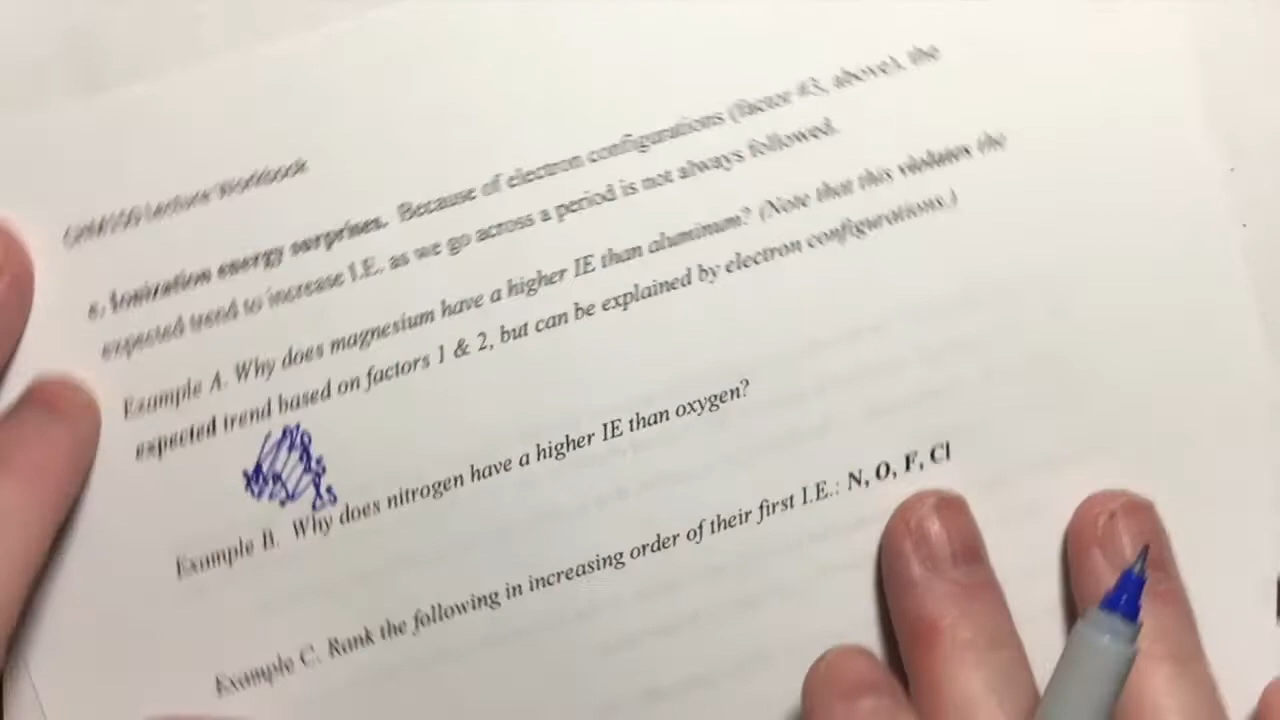 Lecture Workbook
Ionization energy surprises. Because of electron configurations (factor #3, above), the
expected trend to increase I.E. as we go across a period is not always followed.
Example A. Why does magnesium have a higher IE than aluminum? (Note that this violates the
expected trend based on factors 1 & 2, but can be explained by electron configurations.)
Example B. Why does nitrogen have a higher IE than oxygen?
Example C. Rank the following in increasing order of their first I.E.: N, O, F, Cl